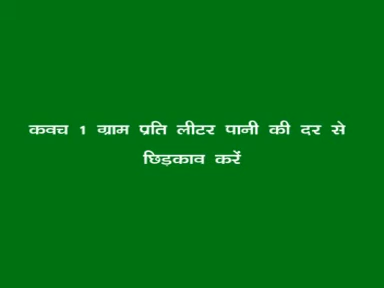 कवच 1 ग्राम प्रति लीटर पानी की दर से
छिड़काव करें